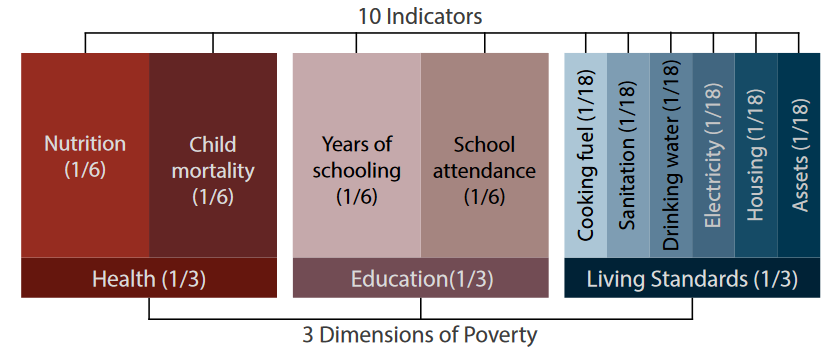 10 Indicators
Nutrition
(1/6)
Child
mortality
(1/6)
Years of
schooling
(1/6)
School
attendance
(1/6)
Cooking fuel (1/18)
Sanitation (1/18)
Drinking water (1/18)
Electricity (1/18)
Housing (1/18)
Assets (1/18)
Health (1/3)
Education(1/3)
Living Standards (1/3)
3 Dimensions of Poverty